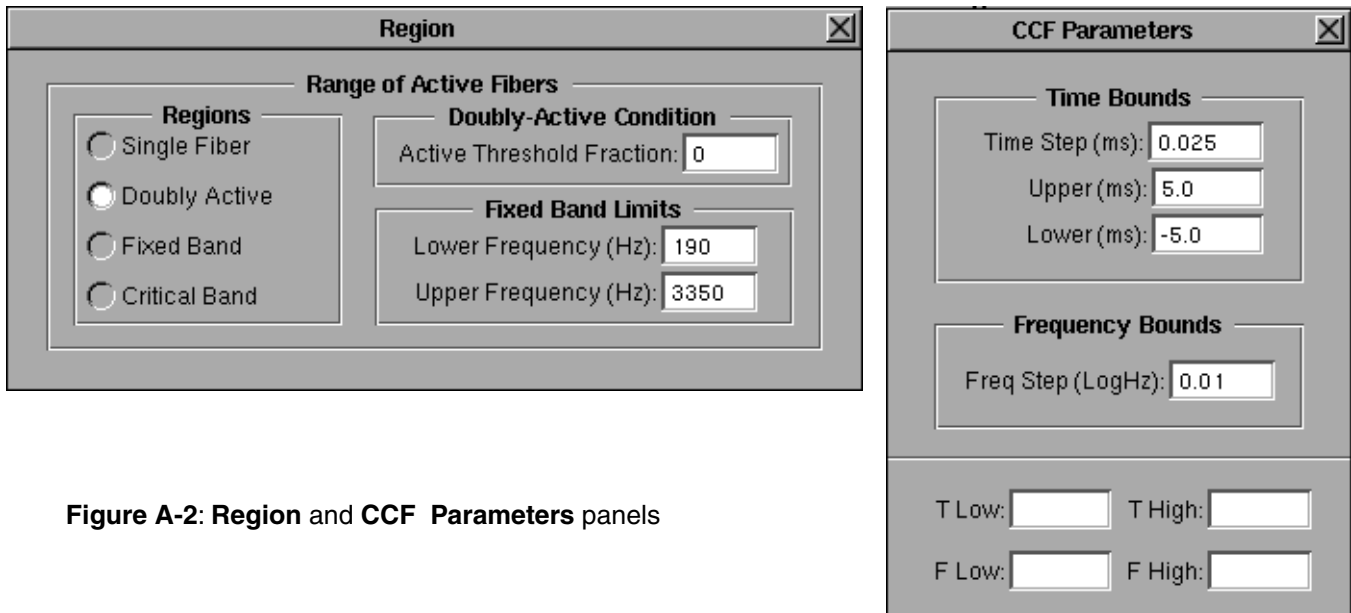 Region
Range of Active Fibers
Regions
Single Fiber
Doubly Active
Fixed Band
Critical Band
Doubly-Active Condition
Active Threshold Fraction: 0
Fixed Band Limits
Lower Frequency (Hz): 190
Upper Frequency (Hz): 3350
CCF Parameters
Time Bounds
Time Step (ms): 0.025
Upper (ms): 5.0
Lower (ms): -5.0
Frequency Bounds
Freq Step (LogHz): 0.01
T Low: T High:
F Low: F High:
Figure A-2: Region and CCF Parameters panels